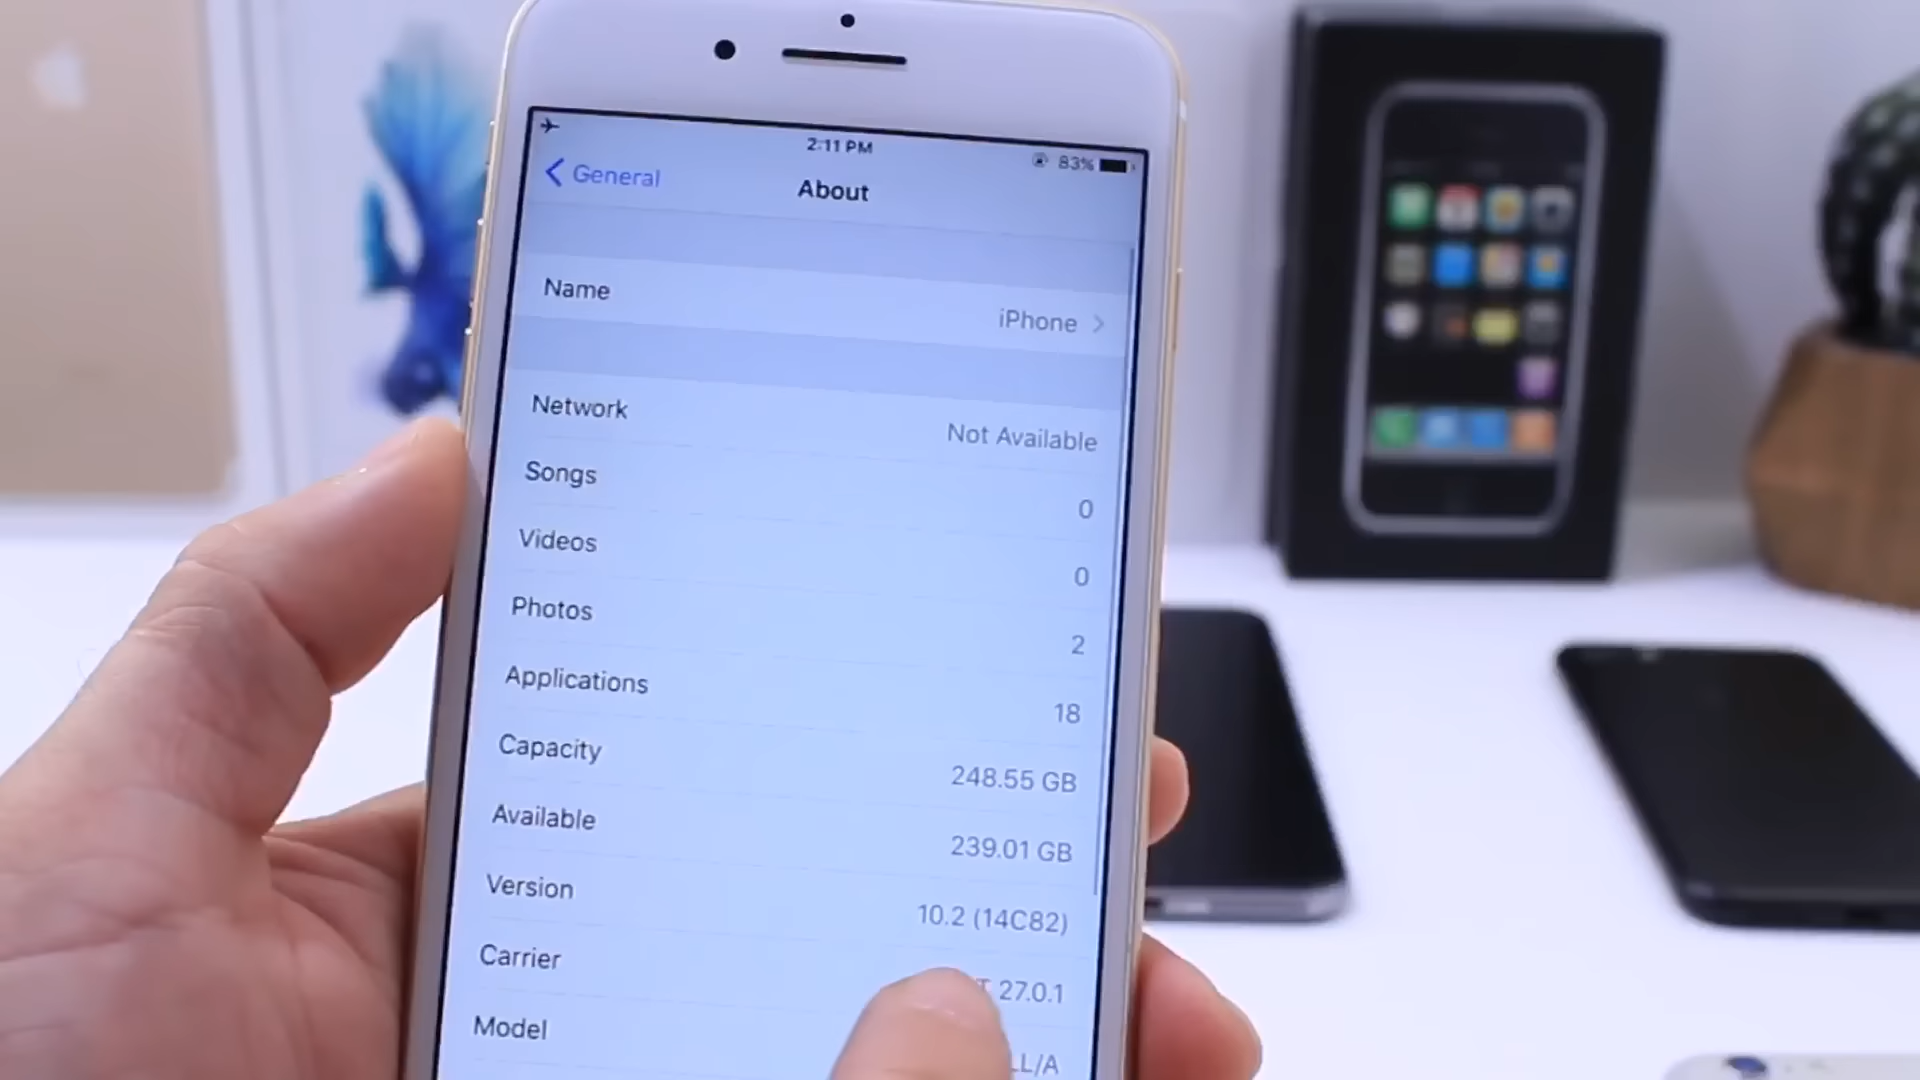 2:11 PM
83%
General
About
Name
iPhone
Network
Not Available
Songs
0
Videos
0
Photos
2
Applications
18
Capacity
248.55 GB
Available
239.01 GB
Version
10.2 (14C82)
Carrier
T 27.0.1
Model
LL/A